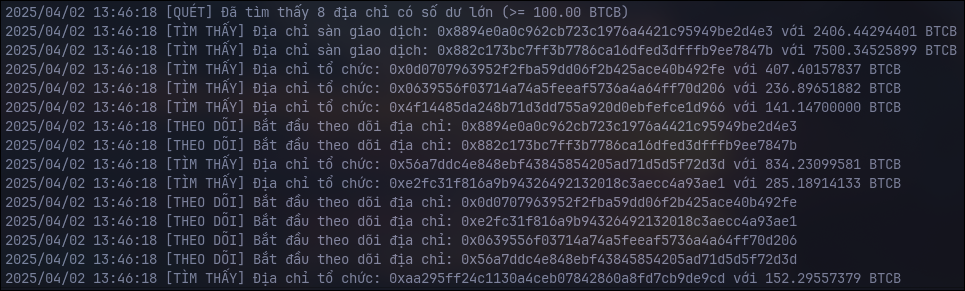 2025/04/02 13:46:18 [QUÉT] Đã tìm thấy 8 địa chỉ có số dư lớn (>= 100.00 BTCB)
2025/04/02 13:46:18 [TÌM THẤY] Địa chỉ sàn giao dịch: 0x8894e0a0c962cb723c1976a4421c95949be2d4e3 với 2406.44294401 BTCB
2025/04/02 13:46:18 [TÌM THẤY] Địa chỉ sàn giao dịch: 0x882c173bc7ff3b7786ca16dfed3dfffb9ee7847b với 7500.34525899 BTCB
2025/04/02 13:46:18 [TÌM THẤY] Địa chỉ tổ chức: 0x0d0707963952f2fba59dd06f2b425ace40b492fe với 407.40157837 BTCB
2025/04/02 13:46:18 [TÌM THẤY] Địa chỉ tổ chức: 0x0639556f03714a74a5feeaf5736a4a64ff70d206 với 236.89651882 BTCB
2025/04/02 13:46:18 [TÌM THẤY] Địa chỉ tổ chức: 0x4f14485da248b71d3dd755a920d0ebfefce1d966 với 141.14700000 BTCB
2025/04/02 13:46:18 [THEO DÕI] Bắt đầu theo dõi địa chỉ: 0x8894e0a0c962cb723c1976a4421c95949be2d4e3
2025/04/02 13:46:18 [THEO DÕI] Bắt đầu theo dõi địa chỉ: 0x882c173bc7ff3b7786ca16dfed3dfffb9ee7847b
2025/04/02 13:46:18 [TÌM THẤY] Địa chỉ tổ chức: 0x56a7ddc4e848ebf43845854205ad71d5d5f72d3d với 834.23099581 BTCB
2025/04/02 13:46:18 [TÌM THẤY] Địa chỉ tổ chức: 0xe2fc31f816a9b94326492132018c3aecc4a93ae1 với 285.18914133 BTCB
2025/04/02 13:46:18 [THEO DÕI] Bắt đầu theo dõi địa chỉ: 0x0d0707963952f2fba59dd06f2b425ace40b492fe
2025/04/02 13:46:18 [THEO DÕI] Bắt đầu theo dõi địa chỉ: 0xe2fc31f816a9b94326492132018c3aecc4a93ae1
2025/04/02 13:46:18 [THEO DÕI] Bắt đầu theo dõi địa chỉ: 0x0639556f03714a74a5feeaf5736a4a64ff70d206
2025/04/02 13:46:18 [THEO DÕI] Bắt đầu theo dõi địa chỉ: 0x56a7ddc4e848ebf43845854205ad71d5d5f72d3d
2025/04/02 13:46:18 [TÌM THẤY] Địa chỉ tổ chức: 0xaa295ff24c1130a4ceb07842860a8fd7cb9de9cd với 152.29557379 BTCB